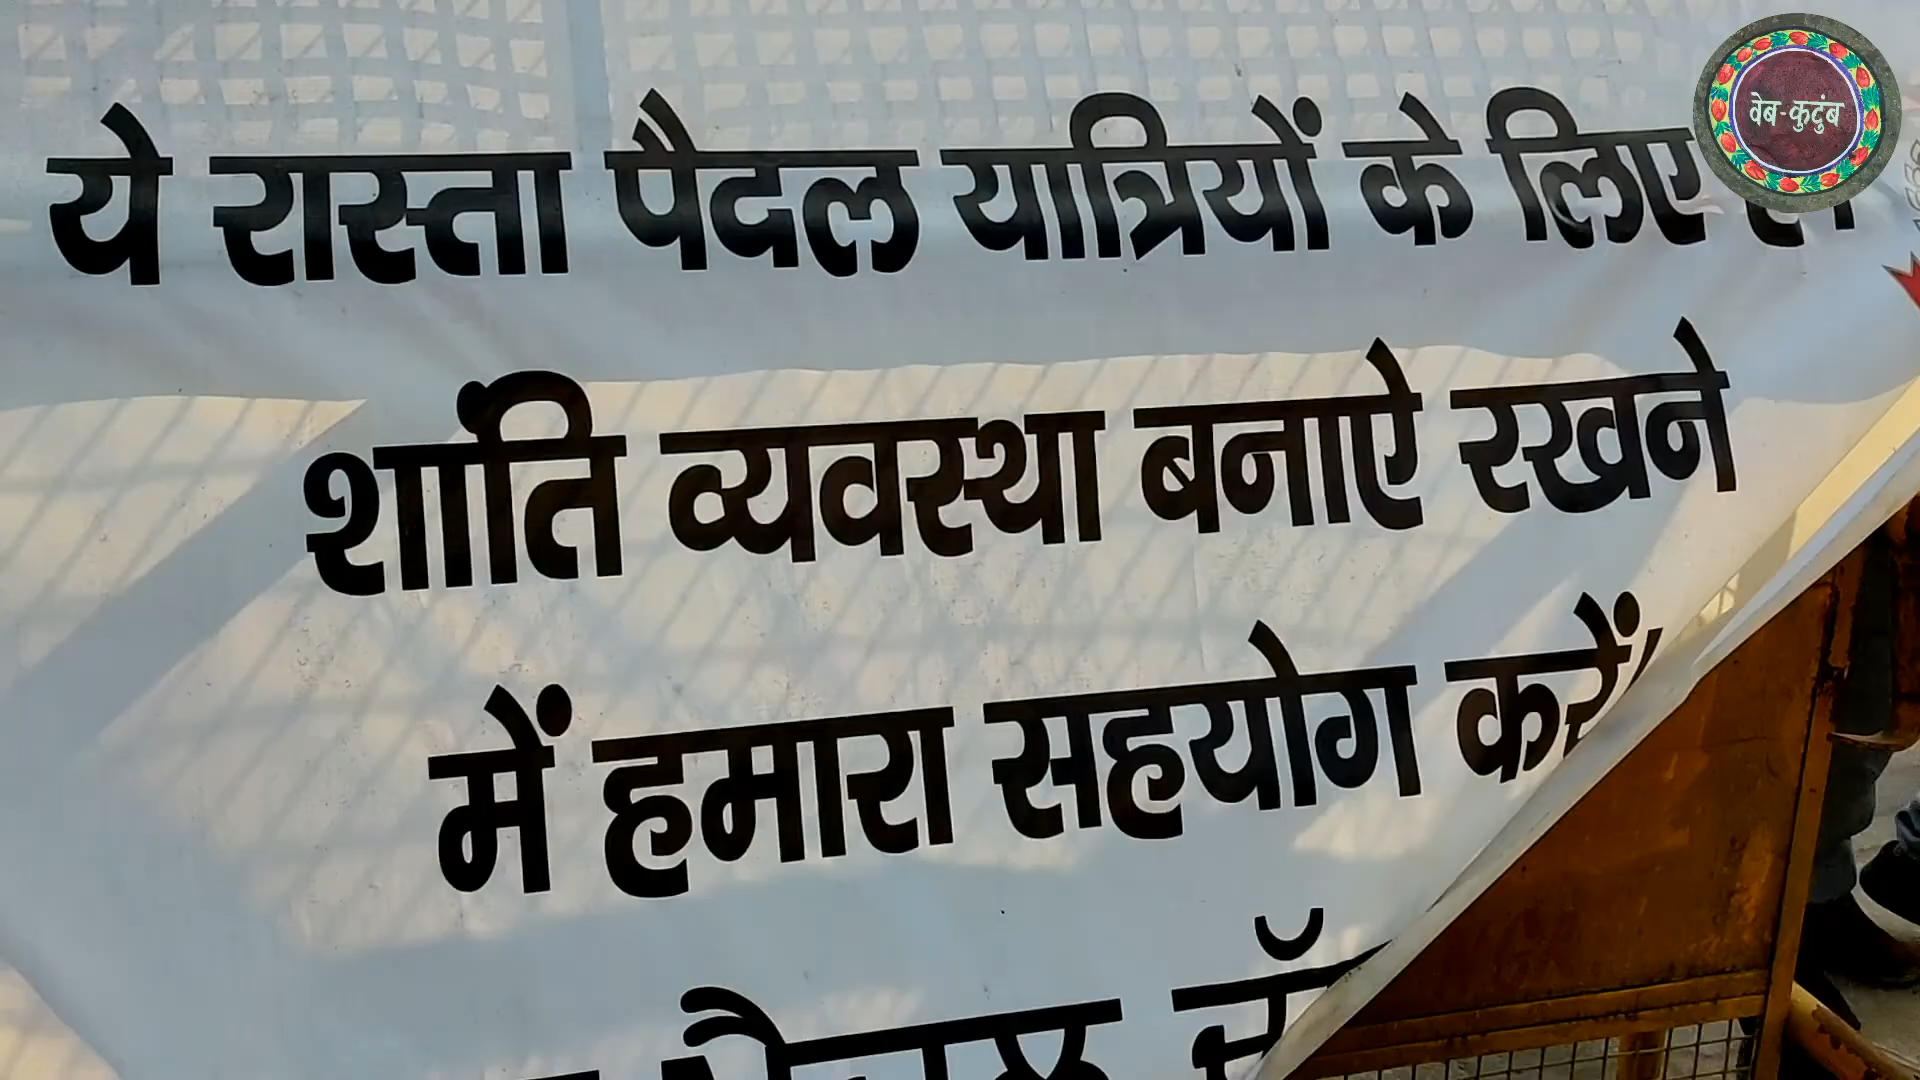 ये रास्ता पैदल यात्रियों के लिए
वेब-कुटुंब
शांति व्यवस्था बनाऐ रखने
में हमारा सहयोग करें